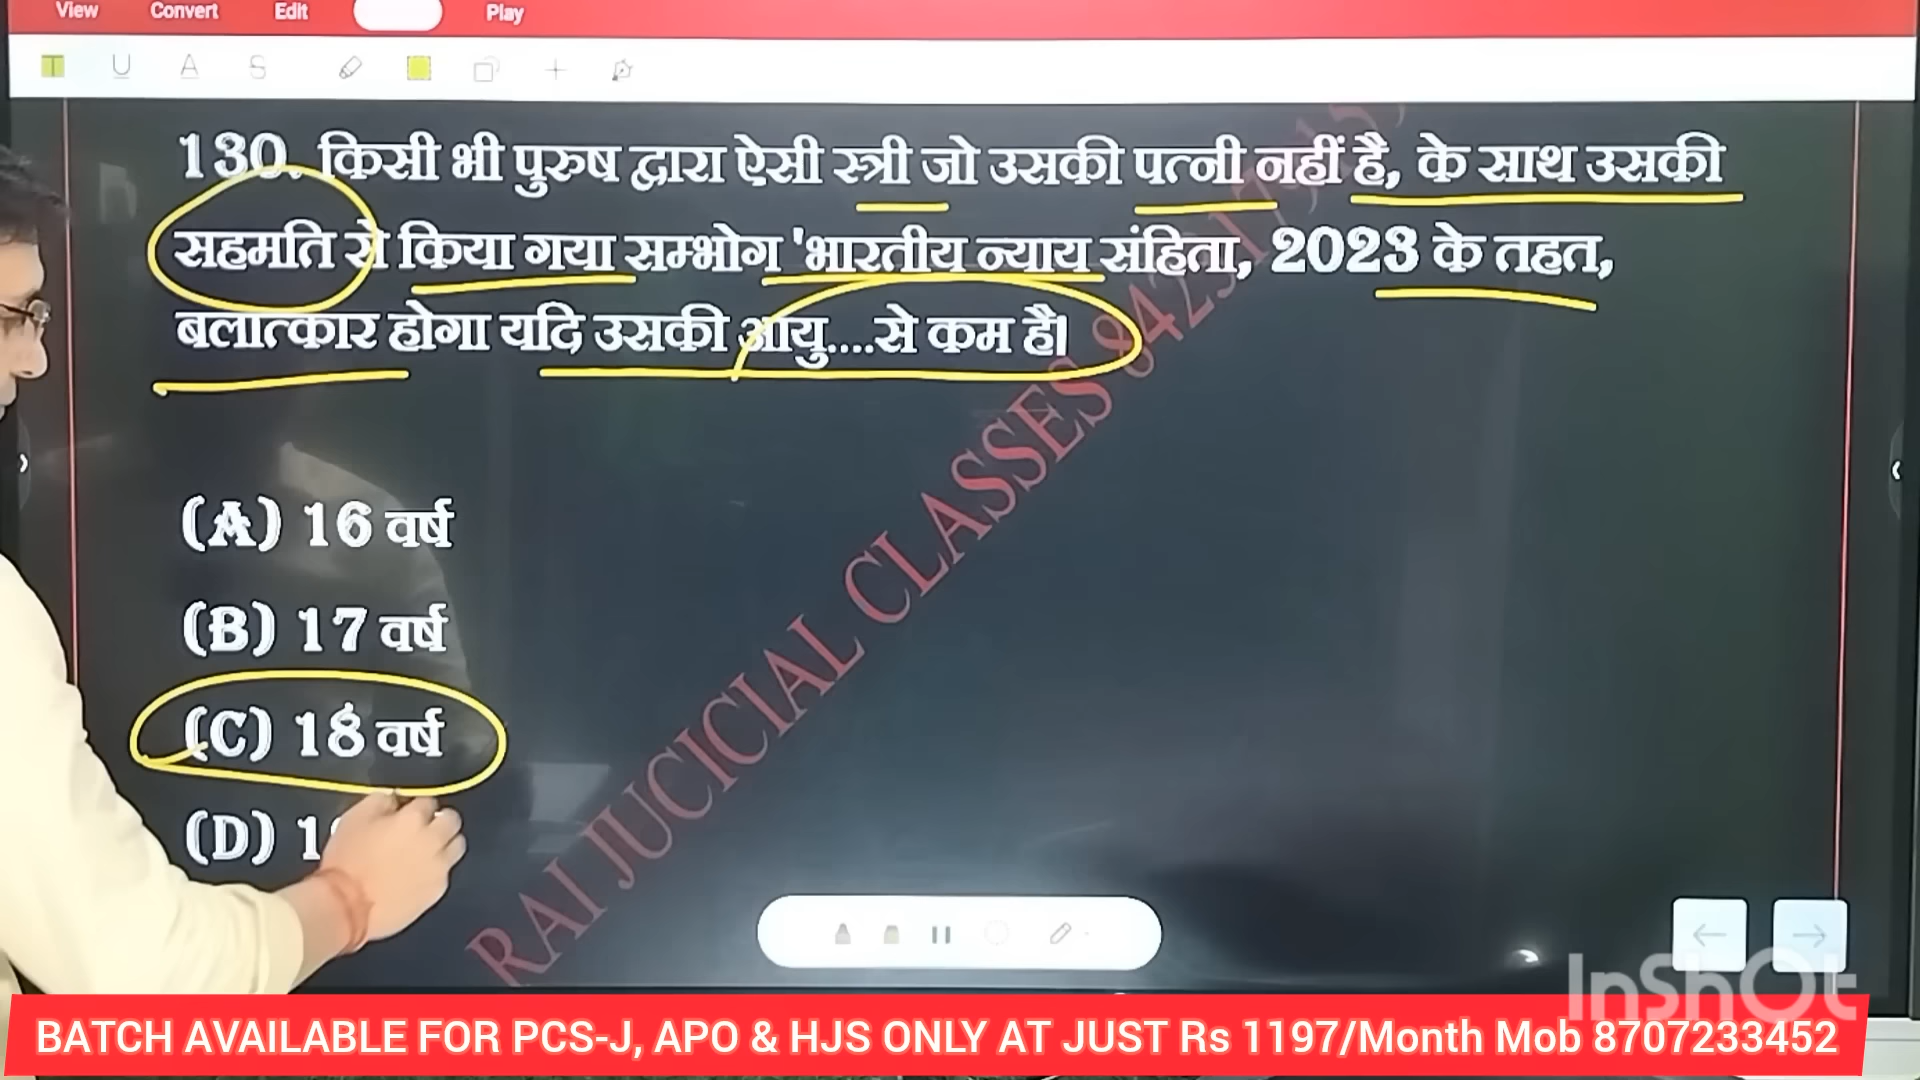 View Convert Edit Play
T U A S
130. किसी भी पुरुष द्वारा ऐसी स्त्री जो उसकी पत्नी नहीं है, के साथ उसकी
सहमति से किया गया सम्भोग 'भारतीय न्याय संहिता, 2023 के तहत,
बलात्कार होगा यदि उसकी आयु....से कम है।
(A) 16 वर्ष
(B) 17 वर्ष
(C) 18 वर्ष
(D)
RAI JUCICIAL CLASSES
InShOt
BATCH AVAILABLE FOR PCS-J, APO & HJS ONLY AT JUST Rs 1197/Month Mob 8707233452